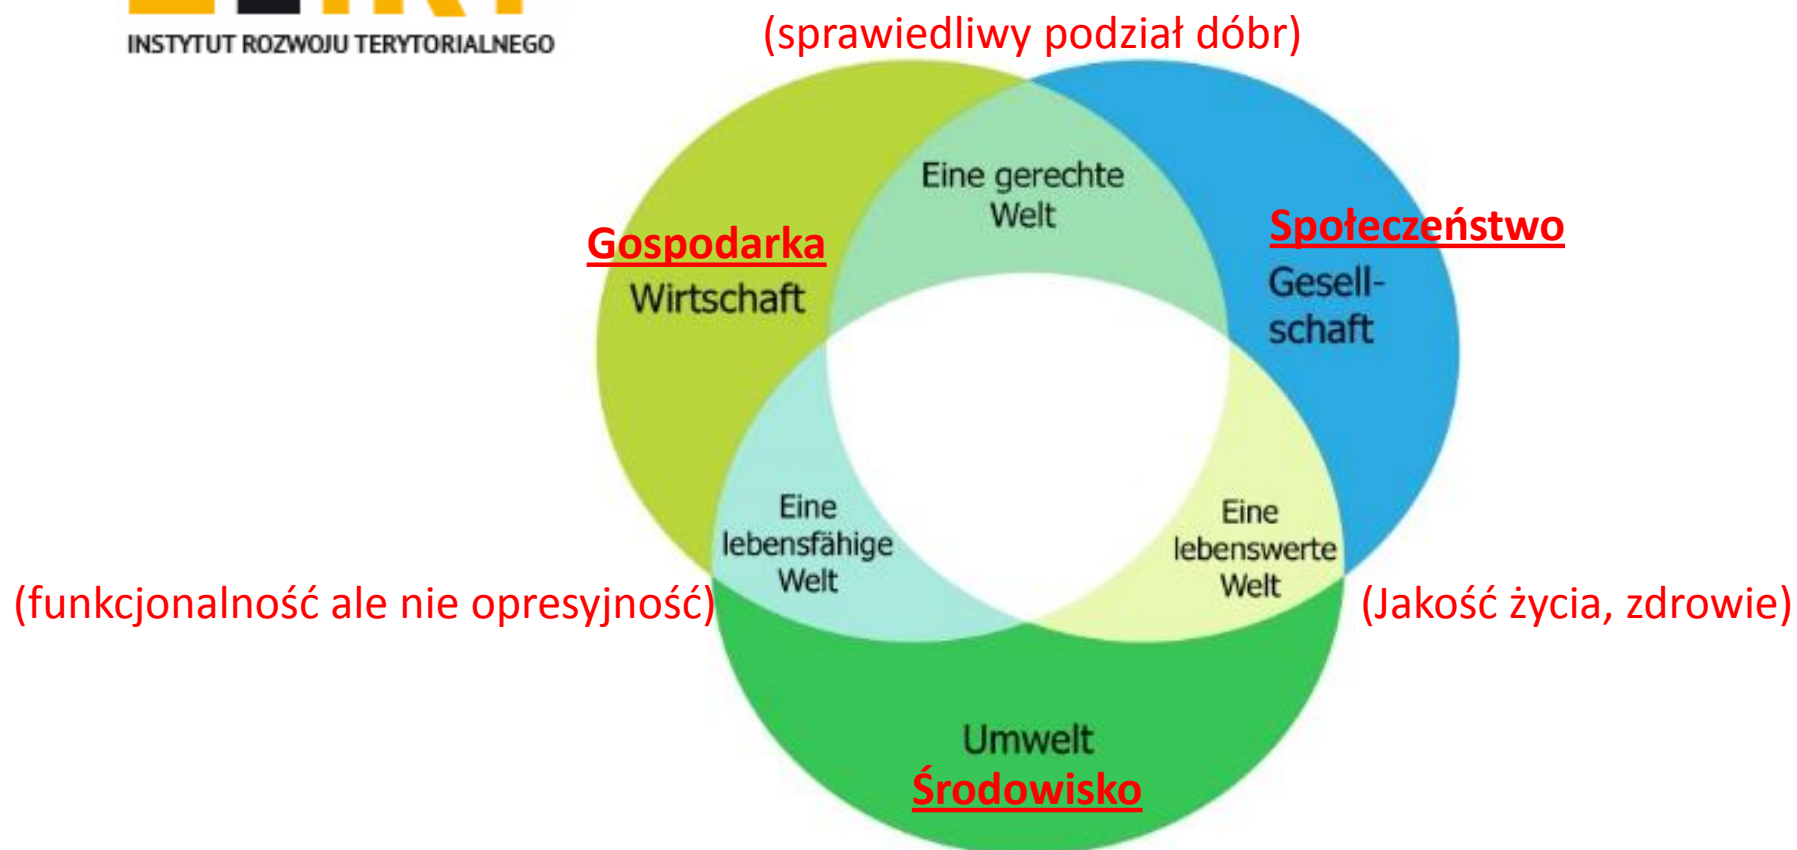 INSTYTUT ROZWOJU TERYTORIALNEGO
(sprawiedliwy podział dóbr)
Eine gerechte
Welt
Gospodarka
Wirtschaft
Społeczeństwo
Gesell-
schaft
Eine
lebensfähige
Welt
Eine
lebenswerte
Welt
(funkcjonalność ale nie opresyjność)
(Jakość życia, zdrowie)
Umwelt
Środowisko